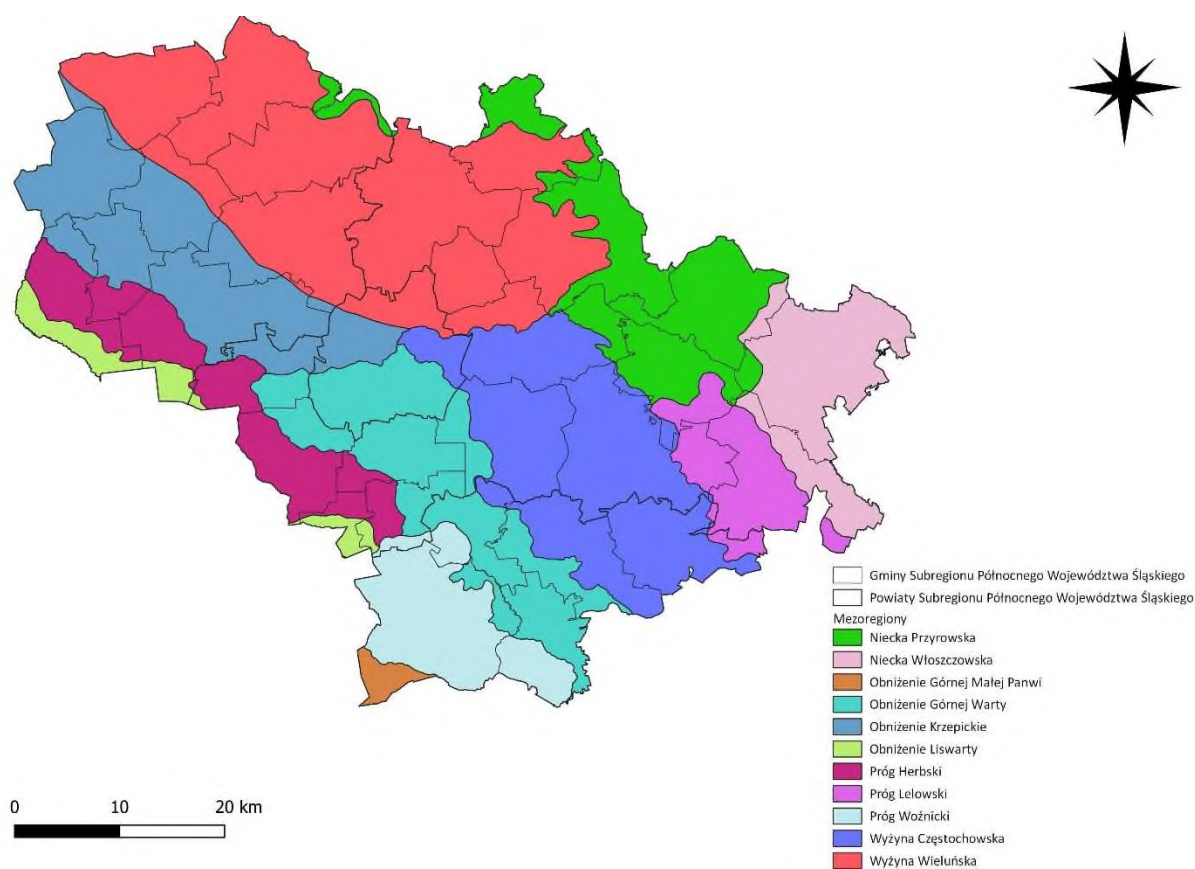 Gminy Subregionu Północnego Województwa Śląskiego
Powiaty Subregionu Północnego Województwa Śląskiego
Mezoregiony
Niecka Przyrowska
Niecka Włoszczowska
Obniżenie Górnej Małej Panwi
Obniżenie Górnej Warty
Obniżenie Krzepickie
Obniżenie Liswarty
Próg Herbski
Próg Lelowski
Próg Woźnicki
Wyżyna Częstochowska
Wyżyna Wieluńska
0 10 20 km